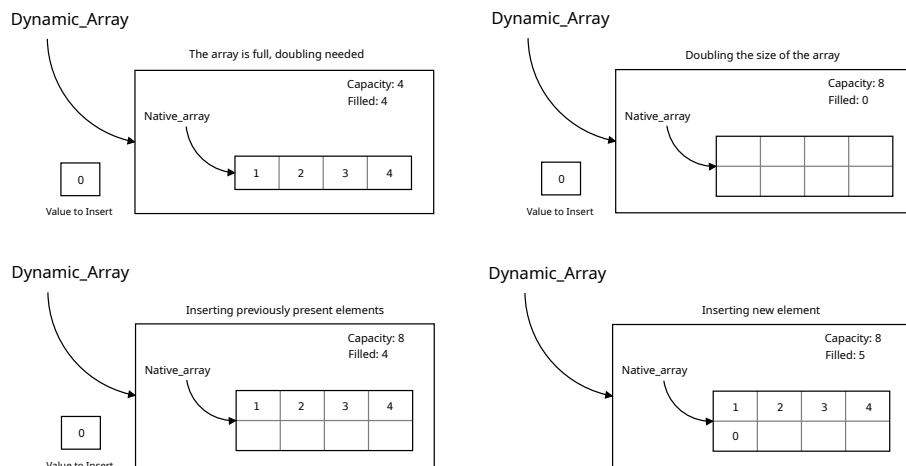 Dynamic_Array
The array is full, doubling needed
Capacity: 4
Filled: 4
Native_array
1 2 3 4
0
Value to Insert
Dynamic_Array
Doubling the size of the array
Capacity: 8
Filled: 0
Native_array
0
Value to Insert
Dynamic_Array
Inserting previously present elements
Capacity: 8
Filled: 4
Native_array
1 2 3 4
0
Value to Insert
Dynamic_Array
Inserting new element
Capacity: 8
Filled: 5
Native_array
1 2 3 4
0